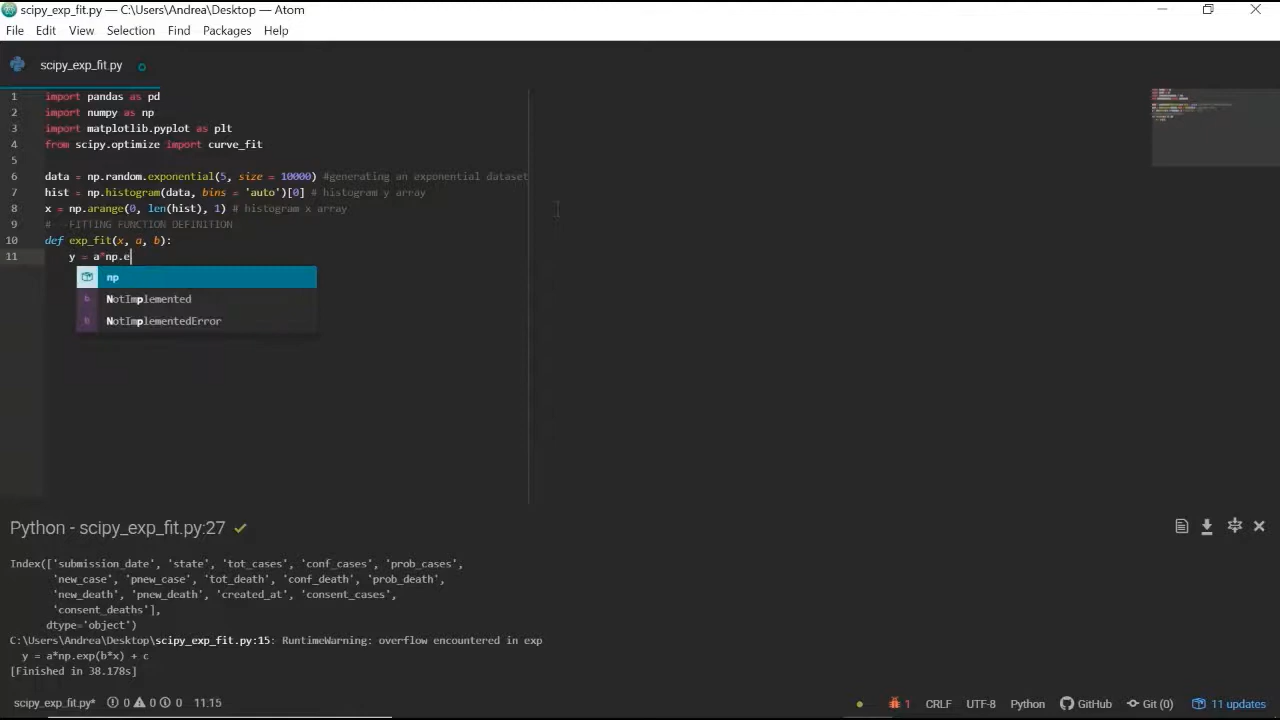 scipy_exp_fit.py — C:\Users\Andrea\Desktop — Atom
File Edit View Selection Find Packages Help
scipy_exp_fit.py
1 import pandas as pd
2 import numpy as np
3 import matplotlib.pyplot as plt
4 from scipy.optimize import curve_fit
5
6 data = np.random.exponential(5, size = 10000) #generating an exponential dataset
7 hist = np.histogram(data, bins = 'auto')[0] # histogram y array
8 x = np.arange(0, len(hist), 1) # histogram x array
9 # FITTING FUNCTION DEFINITION
10 def exp_fit(x, a, b):
11 y = a*np.e
np
b NotImplemented
b NotImplementedError
Python - scipy_exp_fit.py:27
Index(['submission_date', 'state', 'tot_cases', 'conf_cases', 'prob_cases',
'new_case', 'pnew_case', 'tot_death', 'conf_death', 'prob_death',
'new_death', 'pnew_death', 'created_at', 'consent_cases',
'consent_deaths'],
dtype='object')
C:\Users\Andrea\Desktop\scipy_exp_fit.py:15: RuntimeWarning: overflow encountered in exp
y = a*np.exp(b*x) + c
[Finished in 38.178s]
scipy_exp_fit.py* 0 0 0 11:15 1 CRLF UTF-8 Python GitHub Git (0) 11 updates